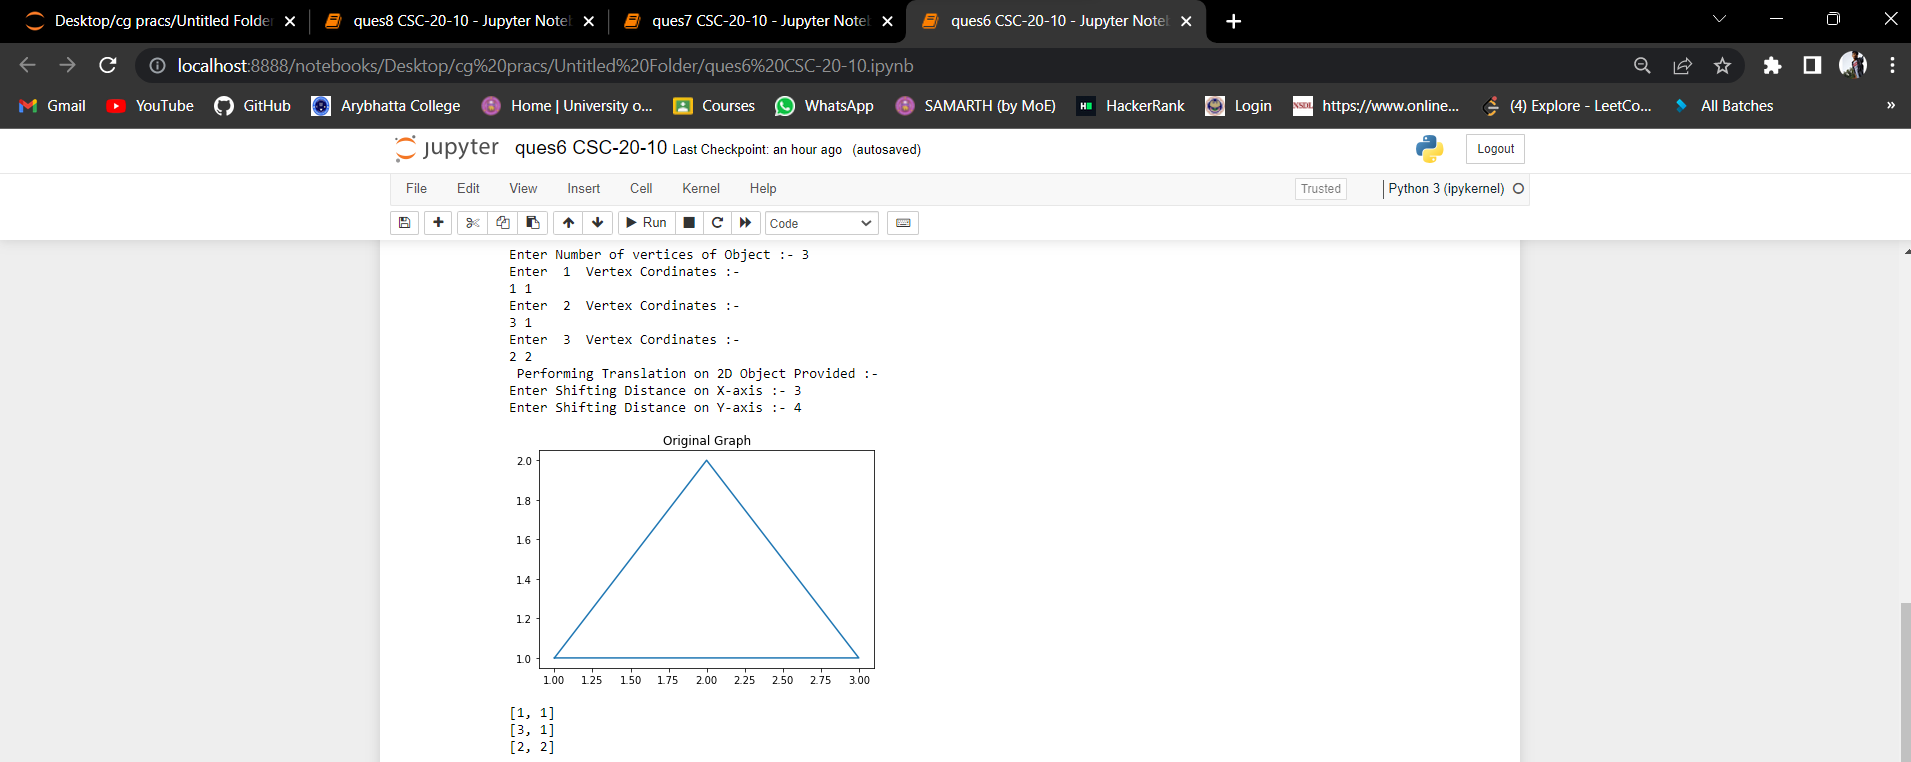 Desktop/cg pracs/Untitled Folder
ques8 CSC-20-10 - Jupyter Note
ques7 CSC-20-10 - Jupyter Note
ques6 CSC-20-10 - Jupyter Note
localhost:8888/notebooks/Desktop/cg%20pracs/Untitled%20Folder/ques6%20CSC-20-10.ipynb
Gmail YouTube GitHub Arybhatta College Home | University o... Courses WhatsApp SAMARTH (by MoE) HackerRank Login NSDL https://www.online... (4) Explore - LeetCo... All Batches »
jupyter ques6 CSC-20-10 Last Checkpoint: an hour ago (autosaved) Logout
File Edit View Insert Cell Kernel Help Trusted Python 3 (ipykernel)
Run Code
Enter Number of vertices of Object :- 3
Enter  1  Vertex Cordinates :-
1 1
Enter  2  Vertex Cordinates :-
3 1
Enter  3  Vertex Cordinates :-
2 2
Performing Translation on 2D Object Provided :-
Enter Shifting Distance on X-axis :- 3
Enter Shifting Distance on Y-axis :- 4
Original Graph
2.0
1.8
1.6
1.4
1.2
1.0
1.00 1.25 1.50 1.75 2.00 2.25 2.50 2.75 3.00
[1, 1]
[3, 1]
[2, 2]